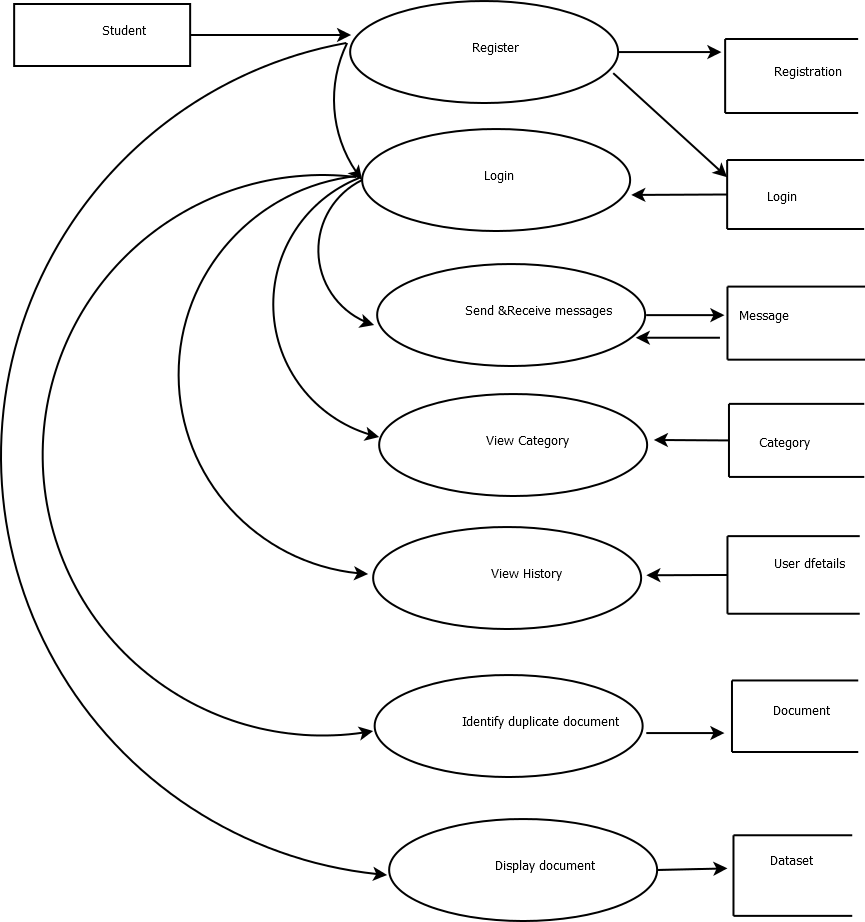 Student
Register
Registration
Login
Login
Send &Receive messages
Message
View Category
Category
View History
User dfetails
Identify duplicate document
Document
Display document
Dataset